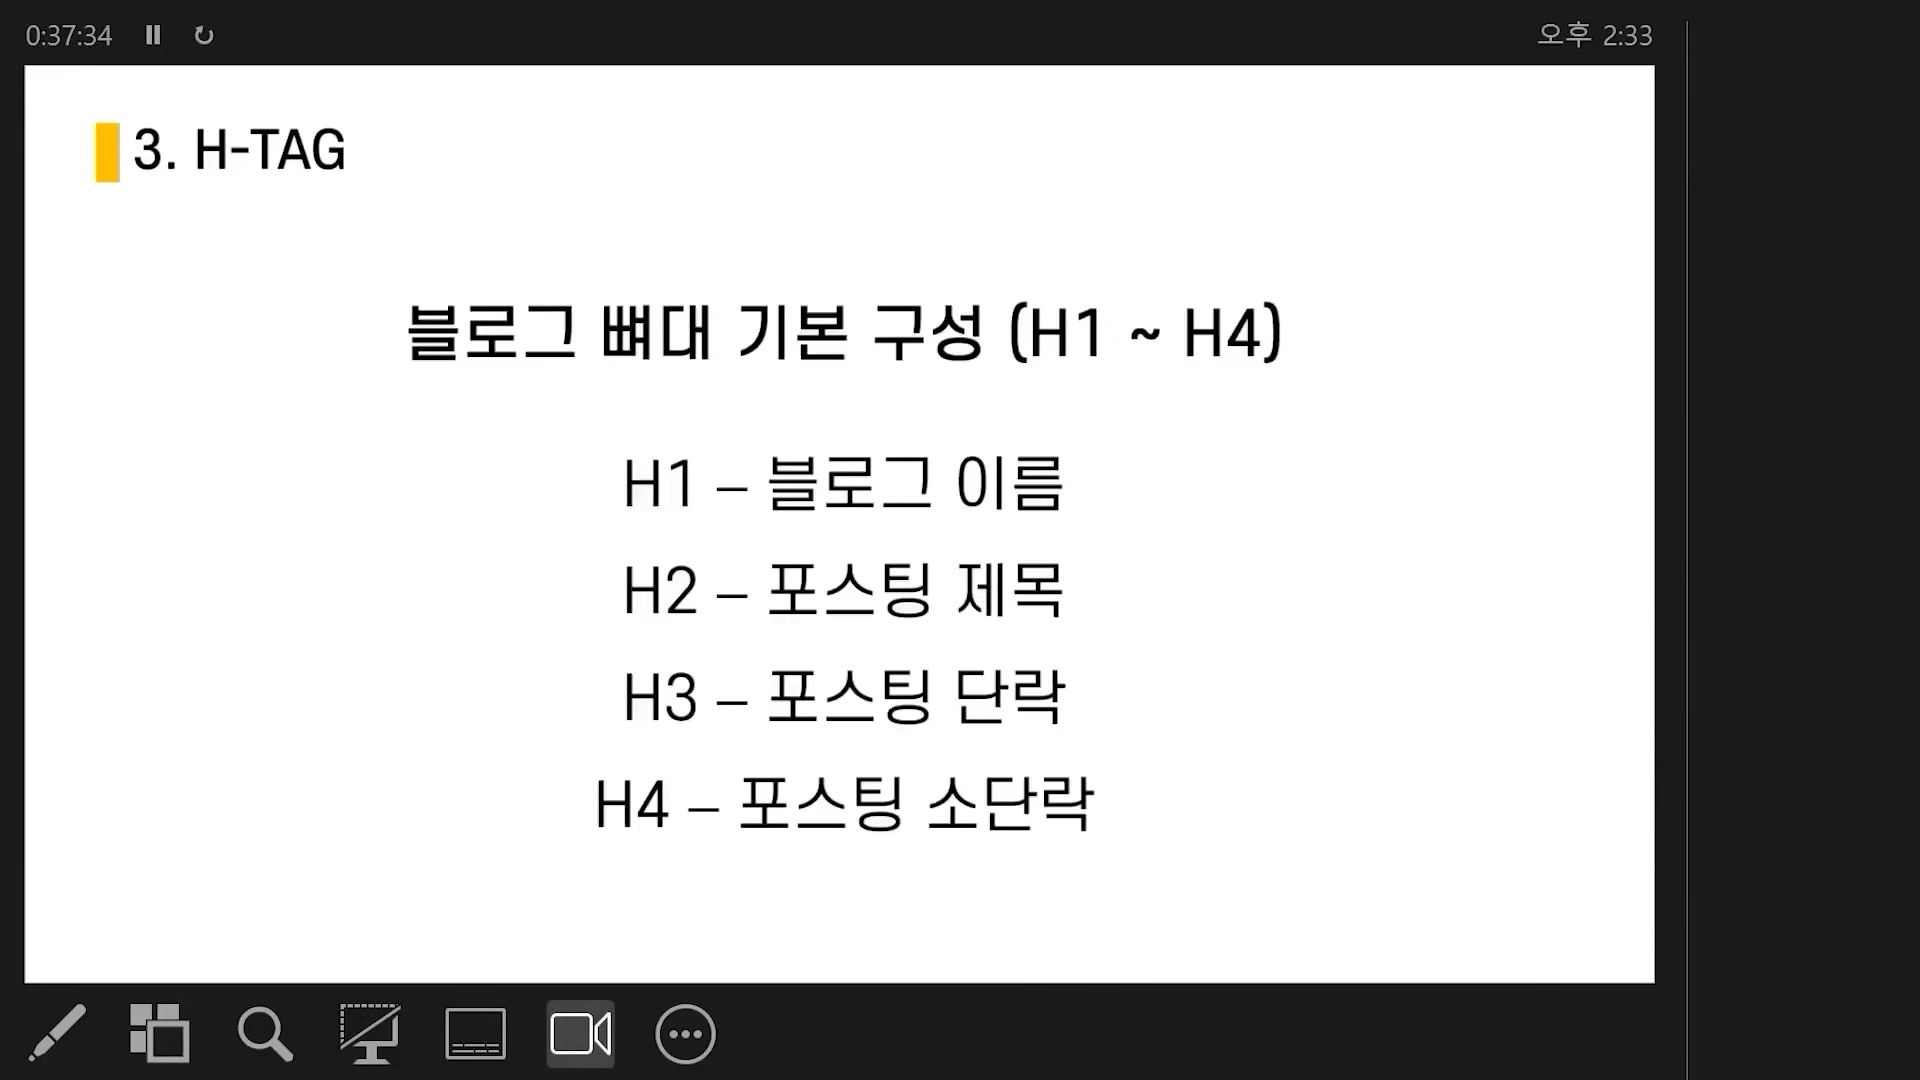 0:37:34
오후 2:33
3. H-TAG
블로그 뼈대 기본 구성 (H1 ~ H4)
H1 – 블로그 이름
H2 – 포스팅 제목
H3 – 포스팅 단락
H4 – 포스팅 소단락